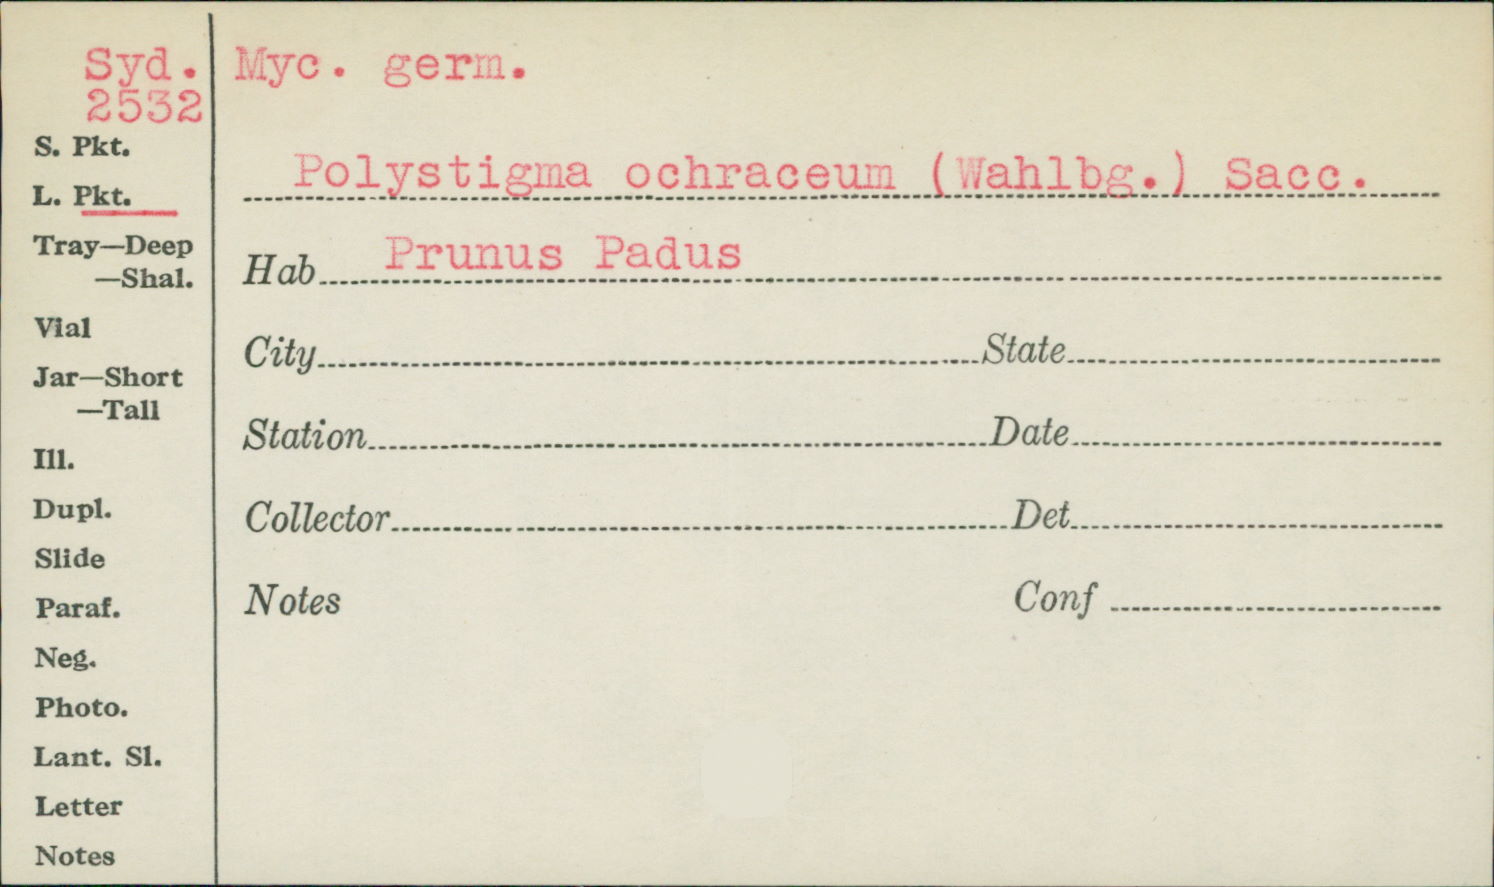 Syd. Myc. germ.
2532
S. Pkt.
L. Pkt.
Polystigma ochraceum (Wahlbg.) Sacc.
Tray—Deep
—Shal.
Hab Prunus Padus
Vial
City State
Jar—Short
—Tall
Station Date
Ill.
Dupl.
Collector Det
Slide
Paraf.
Notes Conf
Neg.
Photo.
Lant. Sl.
Letter
Notes